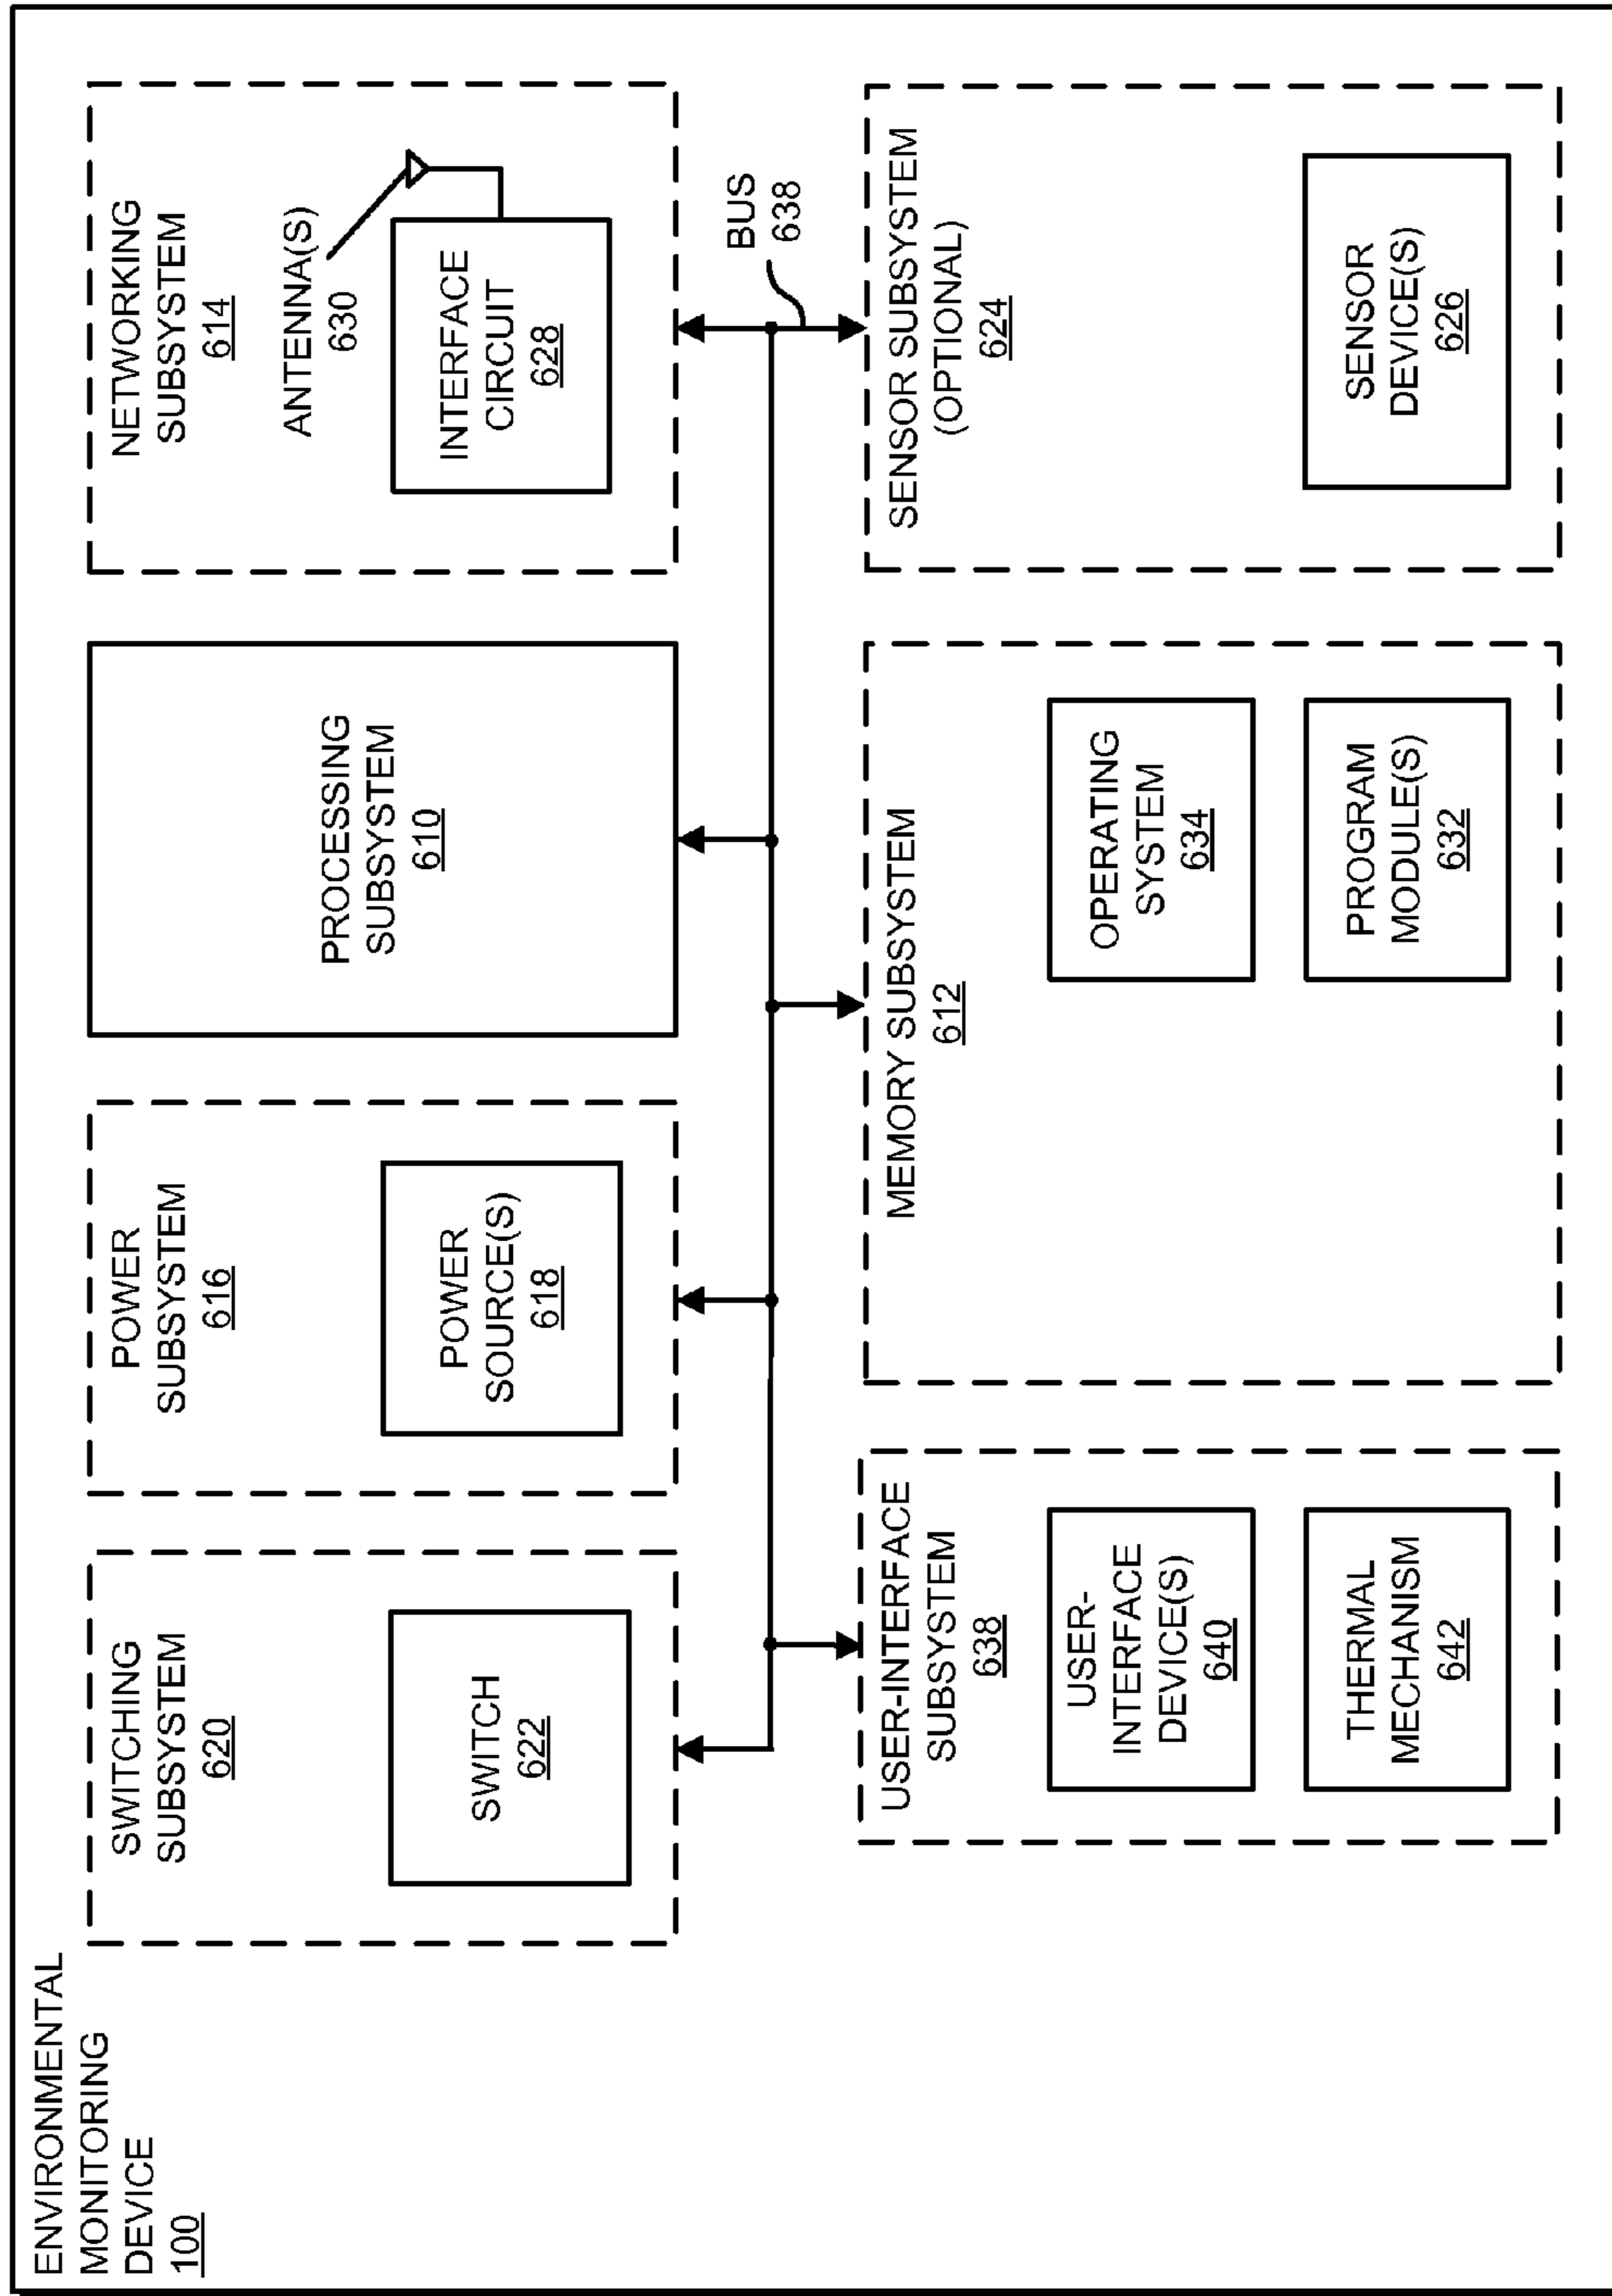 ENVIRONMENTAL
MONITORING
DEVICE
100
SWITCHING
SUBSYSTEM
620
SWITCH
622
POWER
SUBSYSTEM
616
POWER
SOURCE(S)
618
PROCESSING
SUBSYSTEM
610
NETWORKING
SUBSYSTEM
614
ANTENNA(S)
630
INTERFACE
CIRCUIT
628
BUS
638
USER-INTERFACE
SUBSYSTEM
638
USER-
INTERFACE
DEVICE(S)
640
THERMAL
MECHANISM
642
MEMORY SUBSYSTEM
612
OPERATING
SYSTEM
634
PROGRAM
MODULE(S)
632
SENSOR SUBSYSTEM
(OPTIONAL)
624
SENSOR
DEVICE(S)
626